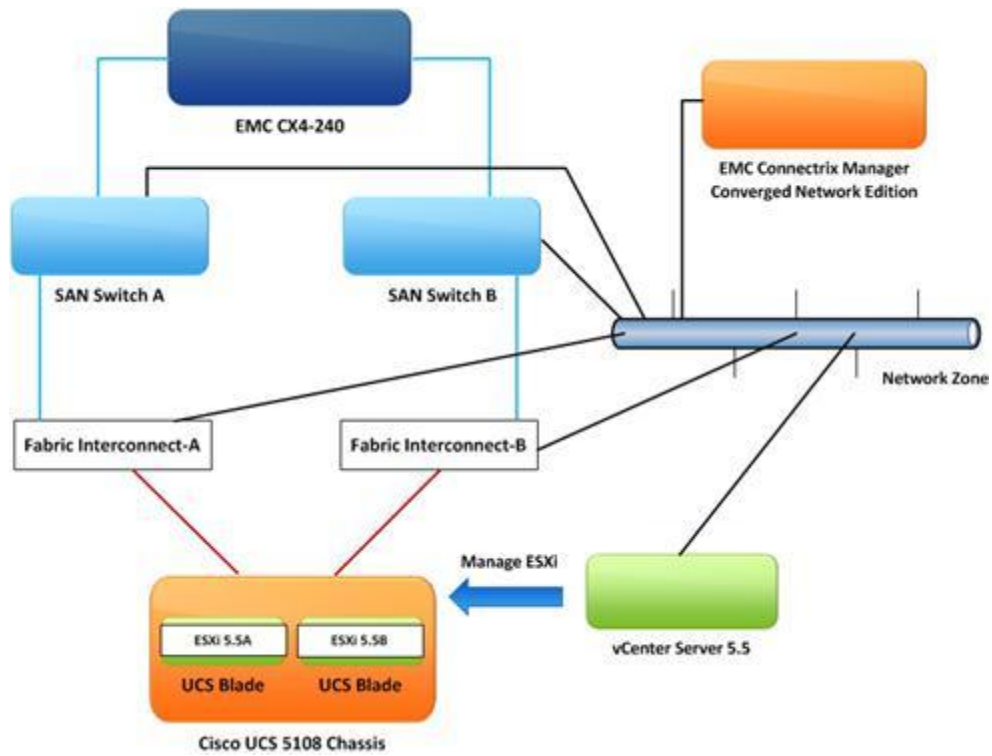 EMC CX4-240
EMC Connectrix Manager
Converged Network Edition
SAN Switch A
SAN Switch B
Network Zone
Fabric Interconnect-A
Fabric Interconnect-B
Manage ESXi
ESXi 5.5A
ESXi 5.5B
UCS Blade
UCS Blade
vCenter Server 5.5
Cisco UCS 5108 Chassis